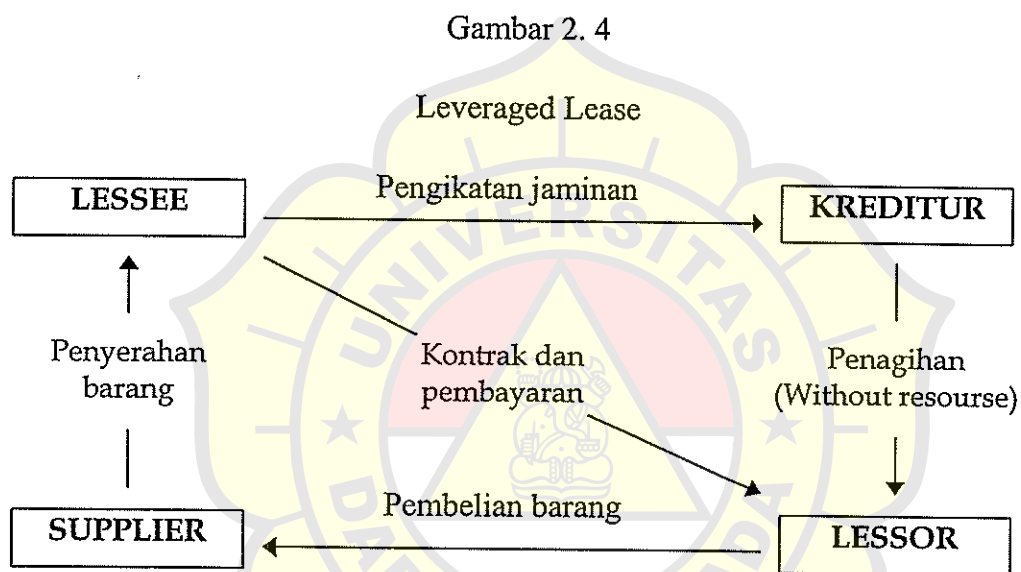 Gambar 2. 4
Leveraged Lease
LESSEE
Pengikatan jaminan
KREDITUR
UNIVERSITAS
Penyerahan
barang
Kontrak dan
pembayaran
Penagihan
(Without resourse)
SUPPLIER
Pembelian barang
LESSOR